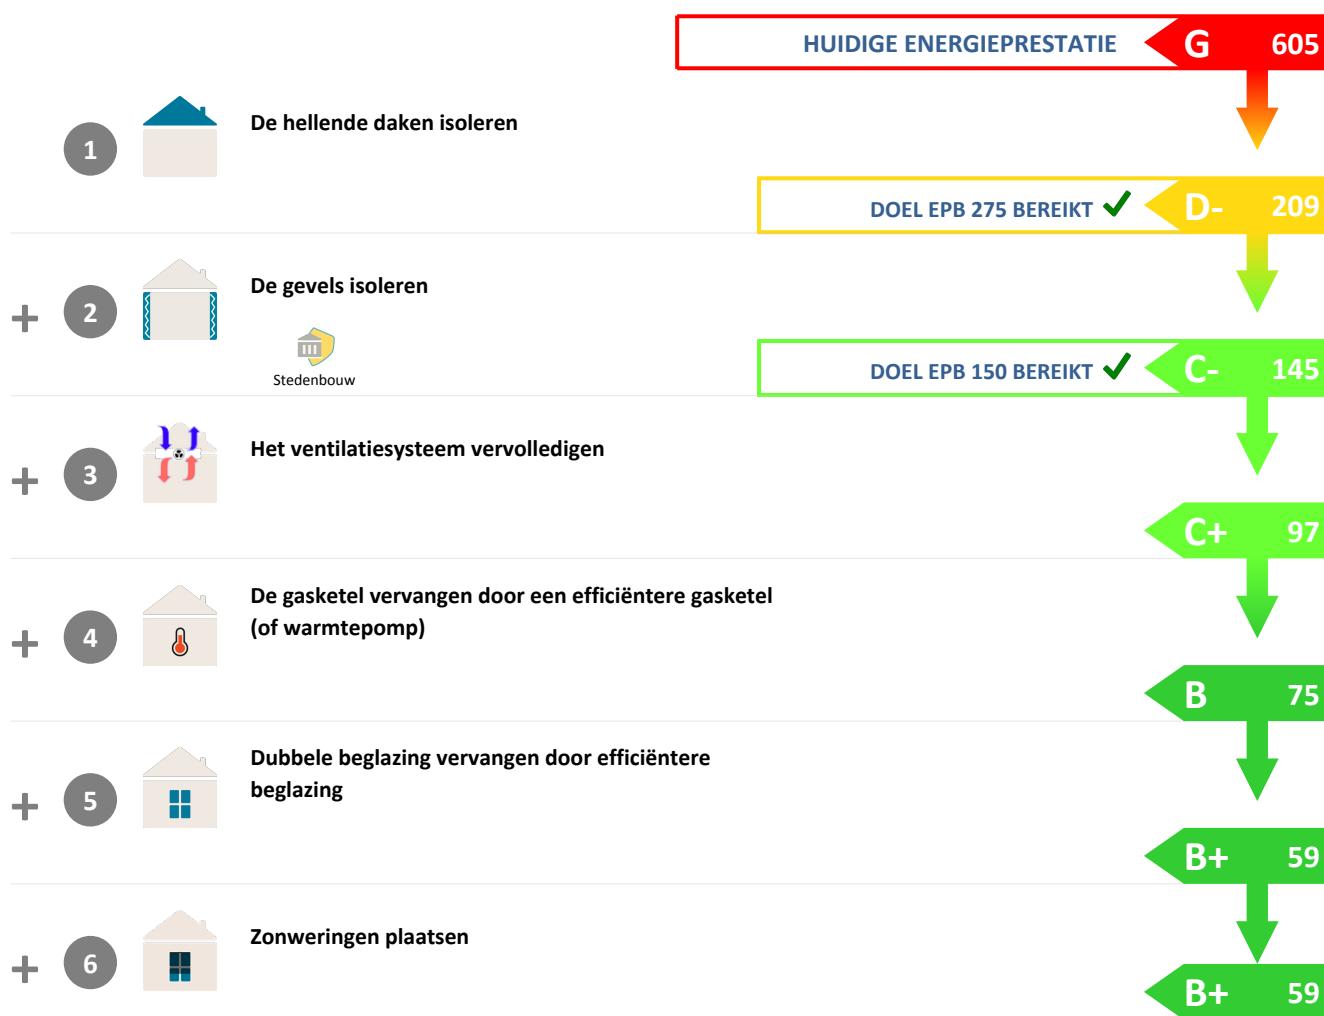 HUIDIGE ENERGIEPRESTATIE G 605
1 De hellende daken isoleren
DOEL EPB 275 BEREIKT D- 209
+ 2 De gevels isoleren
Stedenbouw
DOEL EPB 150 BEREIKT C- 145
+ 3 Het ventilatiesysteem vervolledigen
C+ 97
+ 4 De gasketel vervangen door een efficiëntere gasketel
(of warmtepomp)
B 75
+ 5 Dubbele beglazing vervangen door efficiëntere
beglazing
B+ 59
+ 6 Zonweringen plaatsen
B+ 59